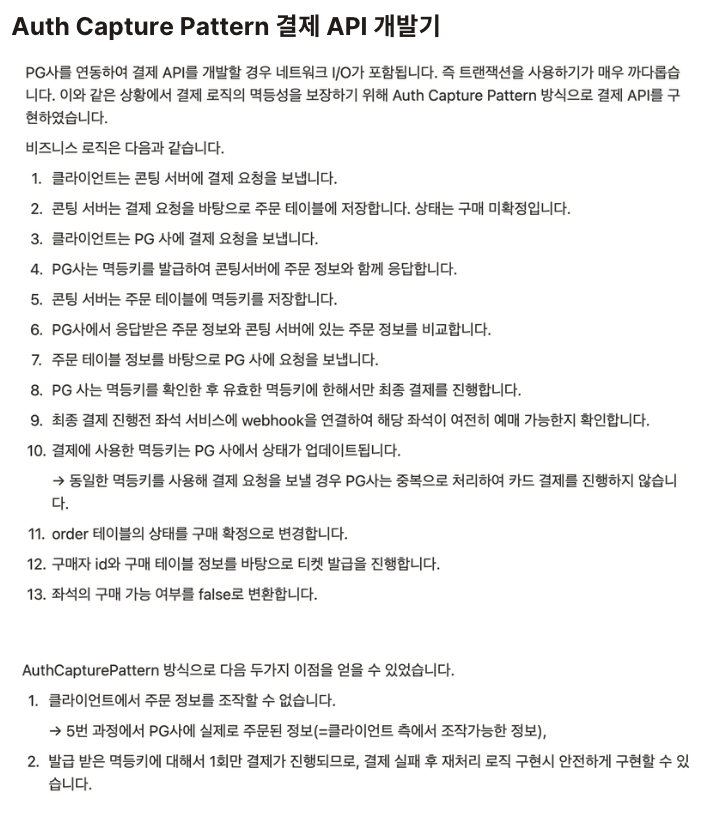 Auth Capture Pattern 결제 API 개발기
PG사를 연동하여 결제 API를 개발할 경우 네트워크 I/O가 포함됩니다. 즉 트랜잭션을 사용하기가 매우 까다롭습
니다. 이와 같은 상황에서 결제 로직의 멱등성을 보장하기 위해 Auth Capture Pattern 방식으로 결제 API를 구
현하였습니다.
비즈니스 로직은 다음과 같습니다.
1. 클라이언트는 콘팅 서버에 결제 요청을 보냅니다.
2. 콘팅 서버는 결제 요청을 바탕으로 주문 테이블에 저장합니다. 상태는 구매 미확정입니다.
3. 클라이언트는 PG 사에 결제 요청을 보냅니다.
4. PG사는 멱등키를 발급하여 콘팅서버에 주문 정보와 함께 응답합니다.
5. 콘팅 서버는 주문 테이블에 멱등키를 저장합니다.
6. PG사에서 응답받은 주문 정보와 콘팅 서버에 있는 주문 정보를 비교합니다.
7. 주문 테이블 정보를 바탕으로 PG 사에 요청을 보냅니다.
8. PG 사는 멱등키를 확인한 후 유효한 멱등키에 한해서만 최종 결제를 진행합니다.
9. 최종 결제 진행전 좌석 서비스에 webhook을 연결하여 해당 좌석이 여전히 예매 가능한지 확인합니다.
10. 결제에 사용한 멱등키는 PG 사에서 상태가 업데이트됩니다.
→ 동일한 멱등키를 사용해 결제 요청을 보낼 경우 PG사는 중복으로 처리하여 카드 결제를 진행하지 않습니
다.
11. order 테이블의 상태를 구매 확정으로 변경합니다.
12. 구매자 id와 구매 테이블 정보를 바탕으로 티켓 발급을 진행합니다.
13. 좌석의 구매 가능 여부를 false로 변환합니다.
AuthCapturePattern 방식으로 다음 두가지 이점을 얻을 수 있었습니다.
1. 클라이언트에서 주문 정보를 조작할 수 없습니다.
→ 5번 과정에서 PG사에 실제로 주문된 정보(=클라이언트 측에서 조작가능한 정보),
2. 발급 받은 멱등키에 대해서 1회만 결제가 진행되므로, 결제 실패 후 재처리 로직 구현시 안전하게 구현할 수 있
습니다.